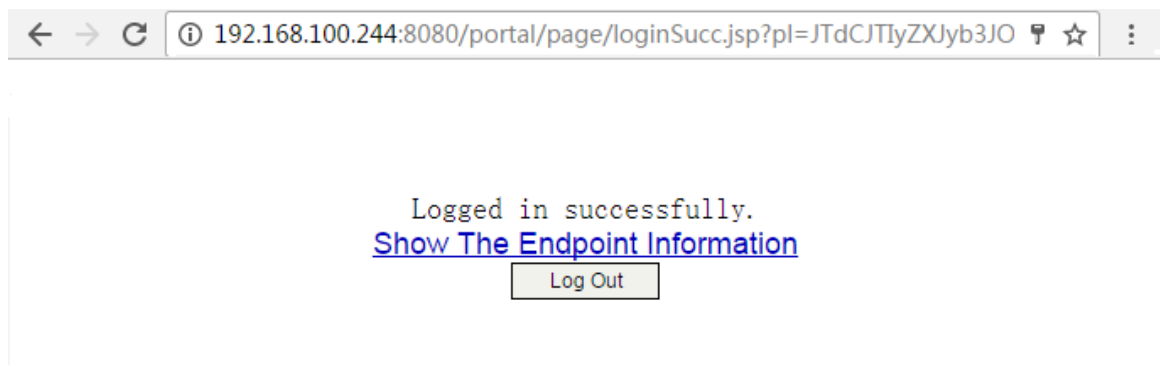 192.168.100.244:8080/portal/page/loginSucc.jsp?pl=JTdCJTIyZXJyb3JO
Logged in successfully.
Show The Endpoint Information
Log Out